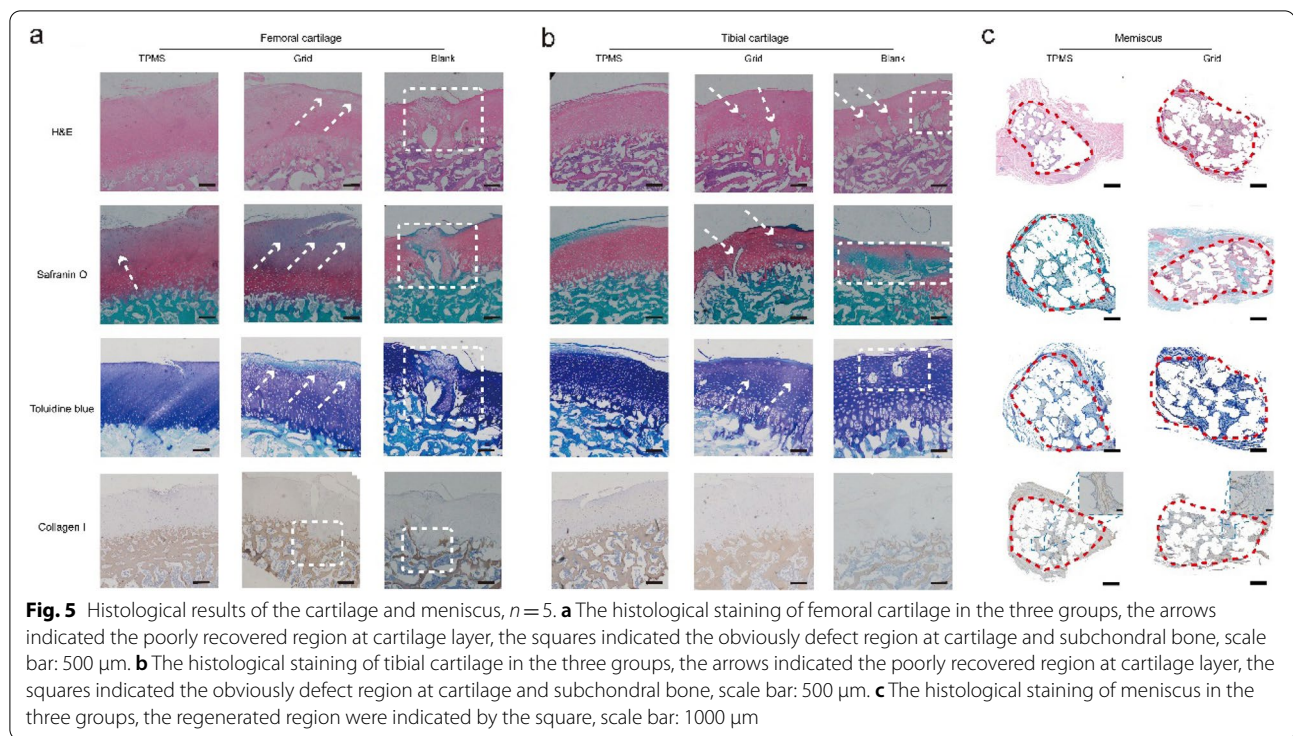 a
Femoral cartilage
TPMS Grid Blank
b
Tibial cartilage
TPMS Grid Blank
c
Memiscus
TPMS Grid
H&E
Safranin O
Toluidine blue
Collagen I
Fig. 5 Histological results of the cartilage and meniscus, n = 5. a The histological staining of femoral cartilage in the three groups, the arrows
indicated the poorly recovered region at cartilage layer, the squares indicated the obviously defect region at cartilage and subchondral bone, scale
bar: 500 μm. b The histological staining of tibial cartilage in the three groups, the arrows indicated the poorly recovered region at cartilage layer, the
squares indicated the obviously defect region at cartilage and subchondral bone, scale bar: 500 μm. c The histological staining of meniscus in the
three groups, the regenerated region were indicated by the square, scale bar: 1000 μm